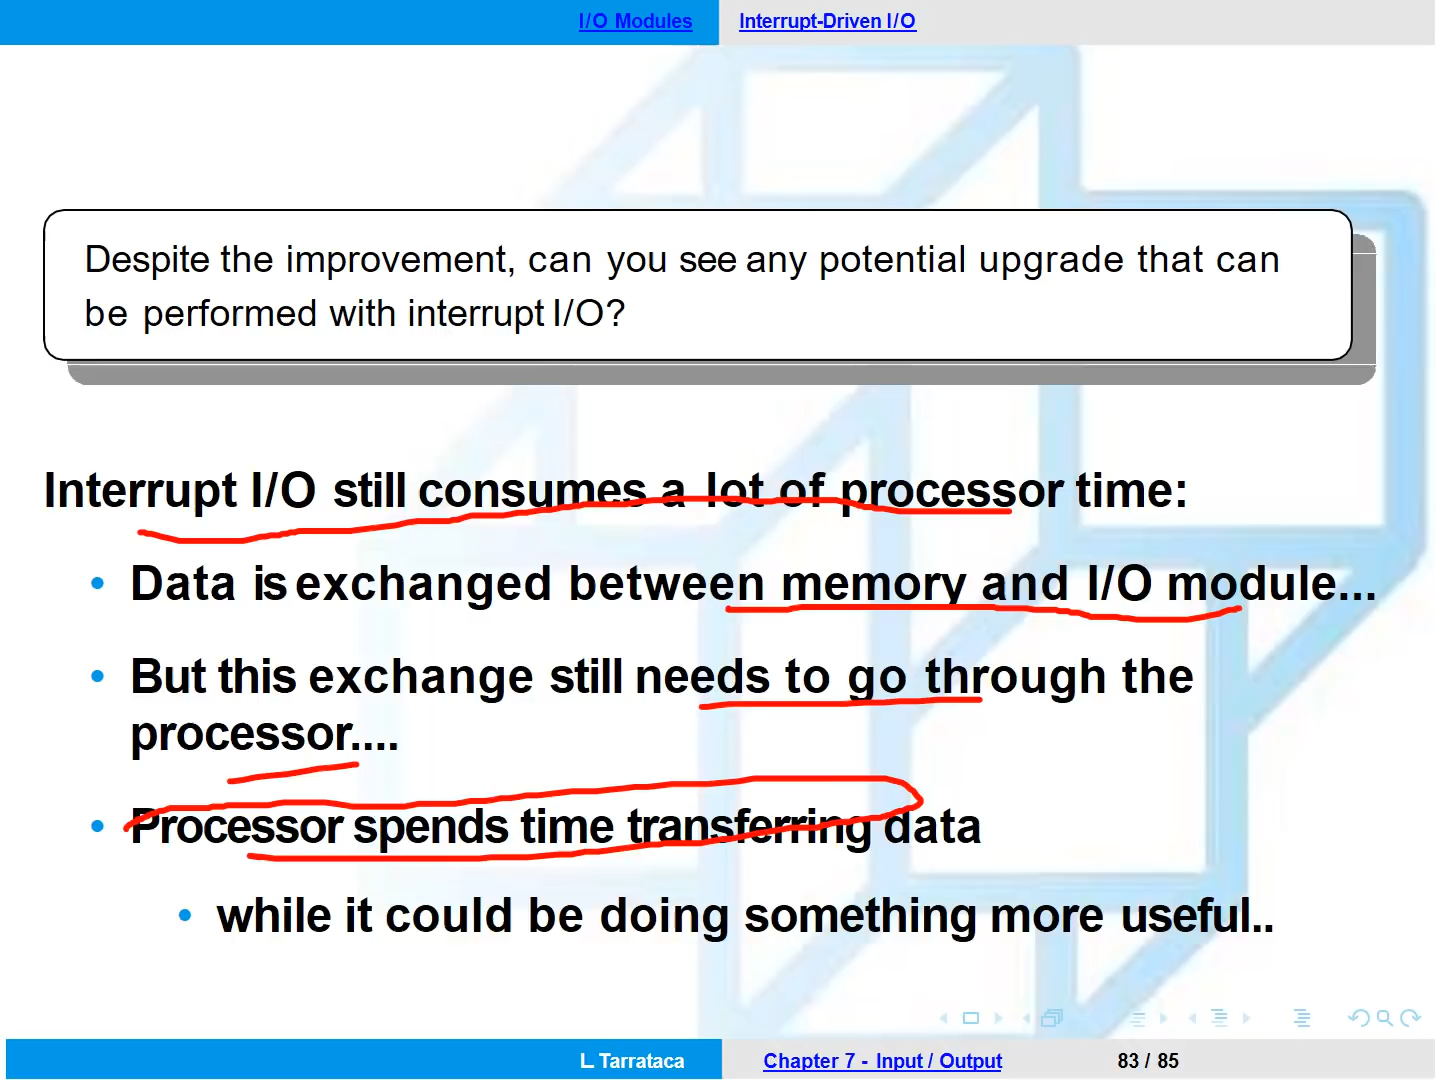 I/O Modules Interrupt-Driven I/O
Despite the improvement, can you see any potential upgrade that can
be performed with interrupt I/O?
Interrupt I/O still consumes a lot of processor time:
• Data is exchanged between memory and I/O module...
• But this exchange still needs to go through the
processor....
• Processor spends time transferring data
• while it could be doing something more useful..
L Tarrataca Chapter 7 - Input / Output 83 / 85